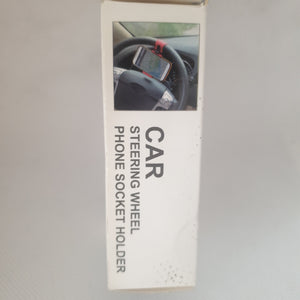 CAR
STEERING WHEEL
PHONE SOCKET HOLDER